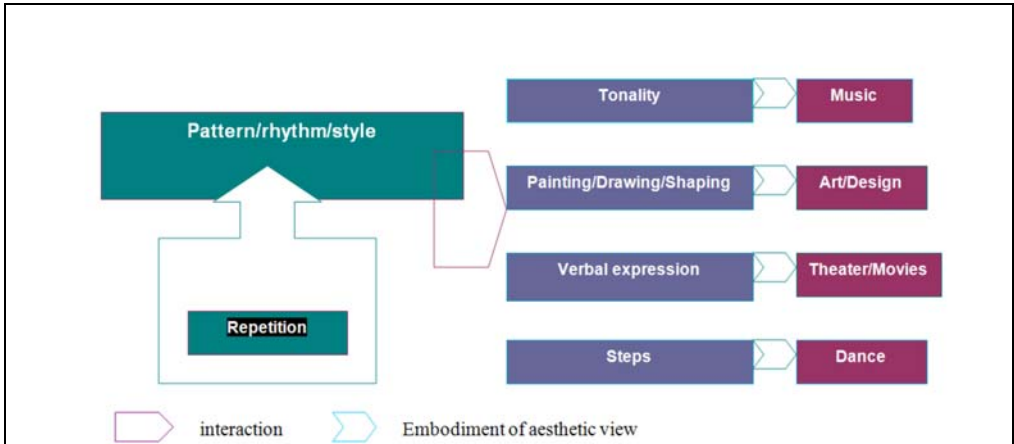 Pattern/rhythm/style
Repetition
Tonality
Music
Painting/Drawing/Shaping
Art/Design
Verbal expression
Theater/Movies
Steps
Dance
interaction
Embodiment of aesthetic view